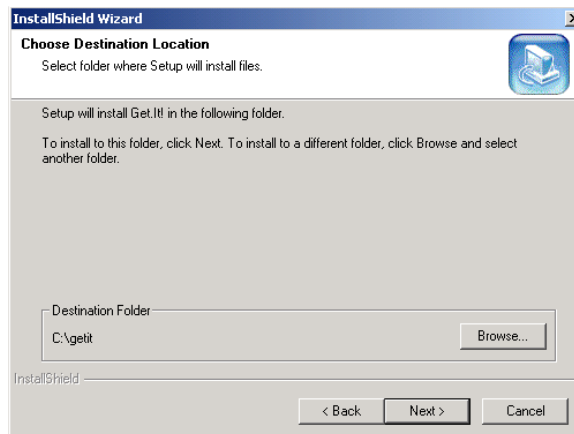 InstallShield Wizard
Choose Destination Location
Select folder where Setup will install files.
Setup will install Get.It! in the following folder.
To install to this folder, click Next. To install to a different folder, click Browse and select
another folder.
Destination Folder
C:\getit
Browse...
InstallShield
< Back
Next >
Cancel